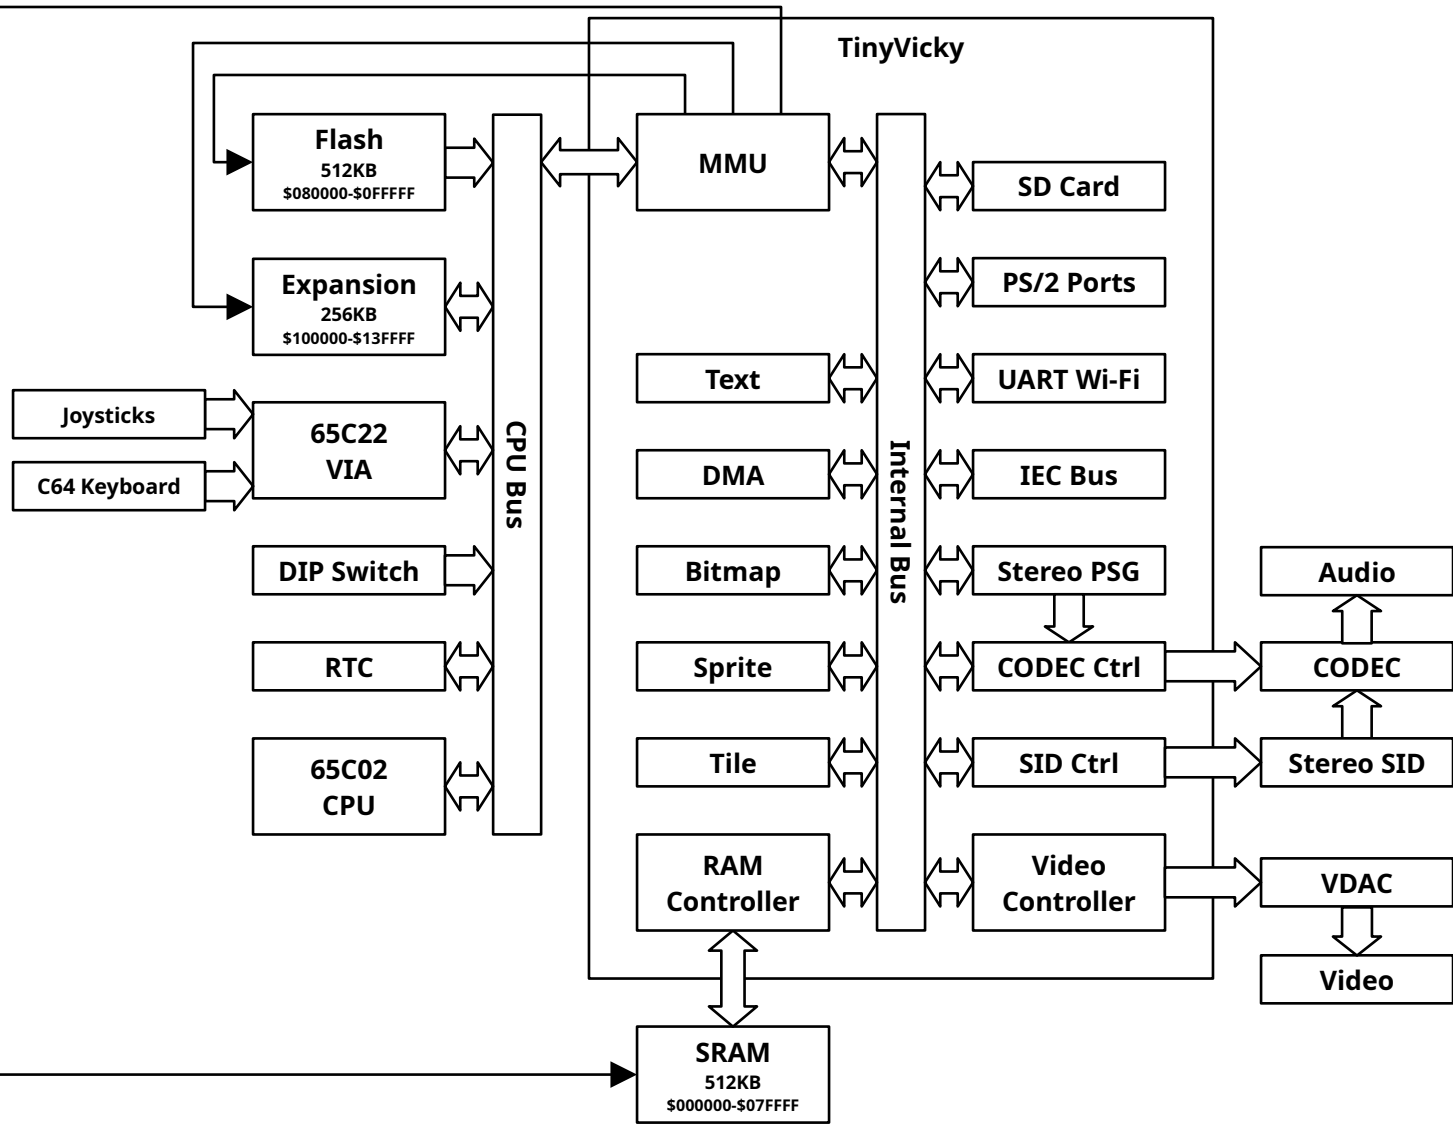 TinyVicky
Flash
512KB
$080000-$0FFFFF
MMU
SD Card
Expansion
256KB
$100000-$13FFFF
PS/2 Ports
Text
UART Wi-Fi
Joysticks
C64 Keyboard
65C22
VIA
CPU Bus
DMA
Internal Bus
IEC Bus
DIP Switch
Bitmap
Stereo PSG
Audio
RTC
Sprite
CODEC Ctrl
CODEC
65C02
CPU
Tile
SID Ctrl
Stereo SID
RAM
Controller
Video
Controller
VDAC
Video
SRAM
512KB
$000000-$07FFFF